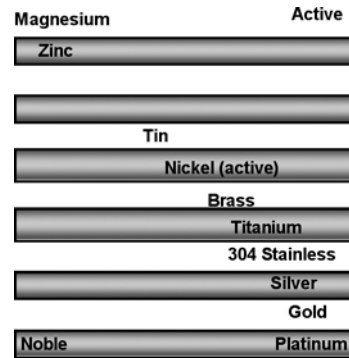 Magnesium Active
Zinc
Tin
Nickel (active)
Brass
Titanium
304 Stainless
Silver
Gold
Noble Platinum